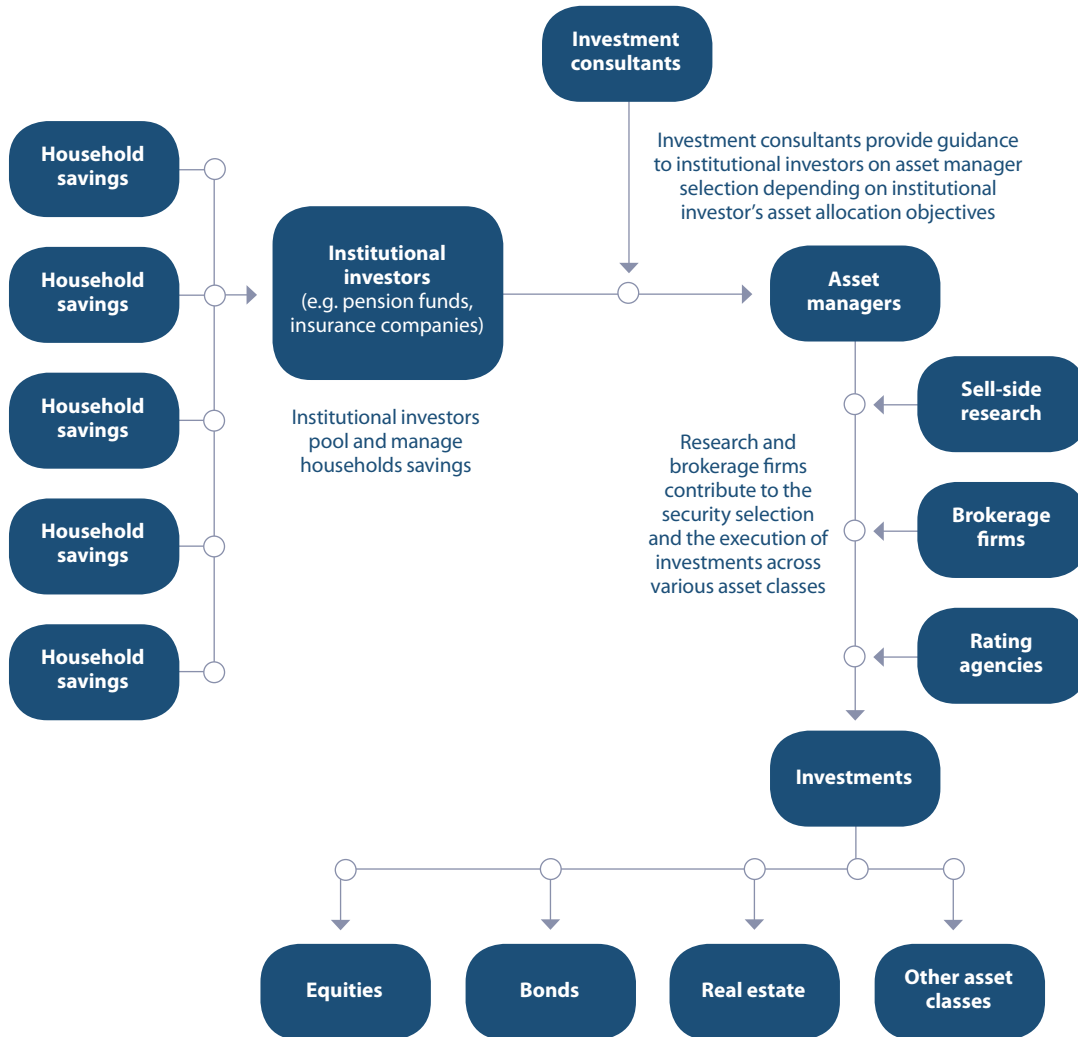 Investment
consultants
Investment consultants provide guidance
to institutional investors on asset manager
selection depending on institutional
investor's asset allocation objectives
Household
savings
Household
savings
Household
savings
Household
savings
Household
savings
Institutional
investors
(e.g. pension funds,
insurance companies)
Institutional investors
pool and manage
households savings
Asset
managers
Sell-side
research
Research and
brokerage firms
contribute to the
security selection
and the execution of
investments across
various asset classes
Brokerage
firms
Rating
agencies
Investments
Equities
Bonds
Real estate
Other asset
classes